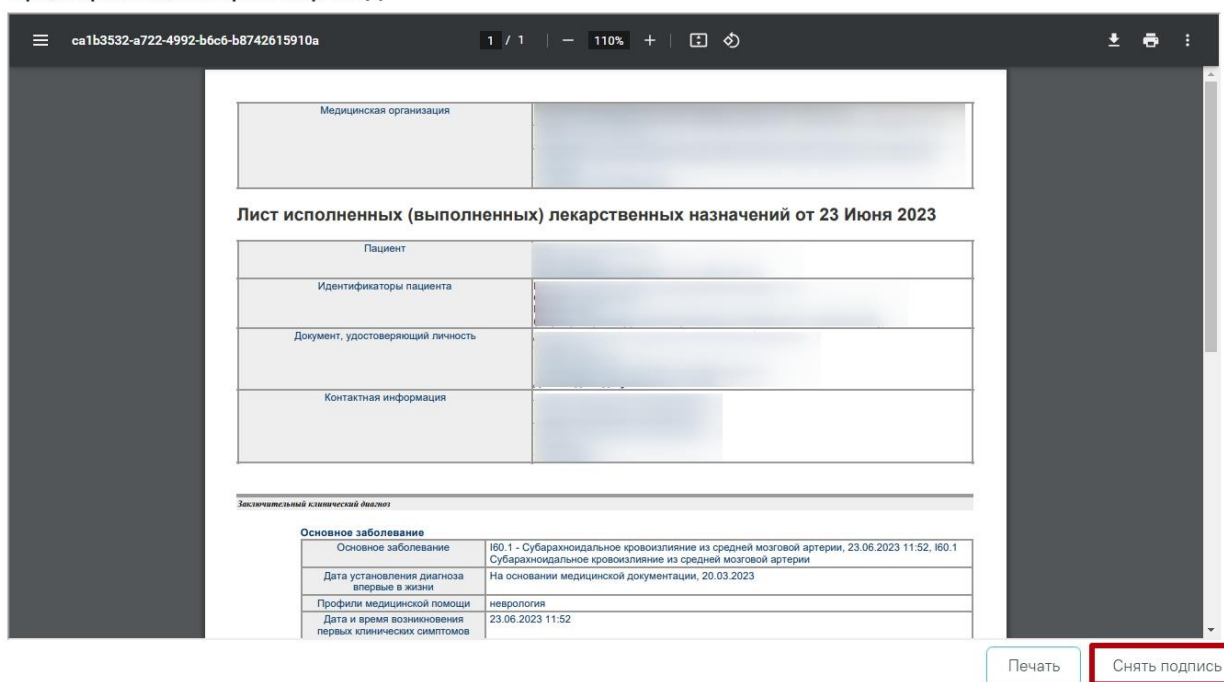 ca1b3532-a722-4992-b6c6-b8742615910a
1 / 1
110%
Медицинская организация
Лист исполненных (выполненных) лекарственных назначений от 23 Июня 2023
Пациент
Идентификаторы пациента
Документ, удостоверяющий личность
Контактная информация
Заключительный клинический диагноз
Основное заболевание
Основное заболевание
I60.1 - Субарахноидальное кровоизлияние из средней мозговой артерии, 23.06.2023 11:52, I60.1
Субарахноидальное кровоизлияние из средней мозговой артерии
Дата установления диагноза
впервые в жизни
На основании медицинской документации, 20.03.2023
Профили медицинской помощи
неврология
Дата и время возникновения
первых клинических симптомов
23.06.2023 11:52
Печать
Снять подпись